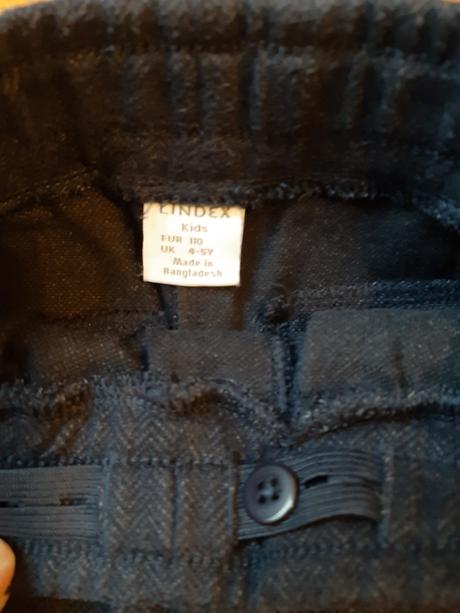 LINDEX
Kids
EUR 110
UK 4-5Y
Made in
Bangladesh